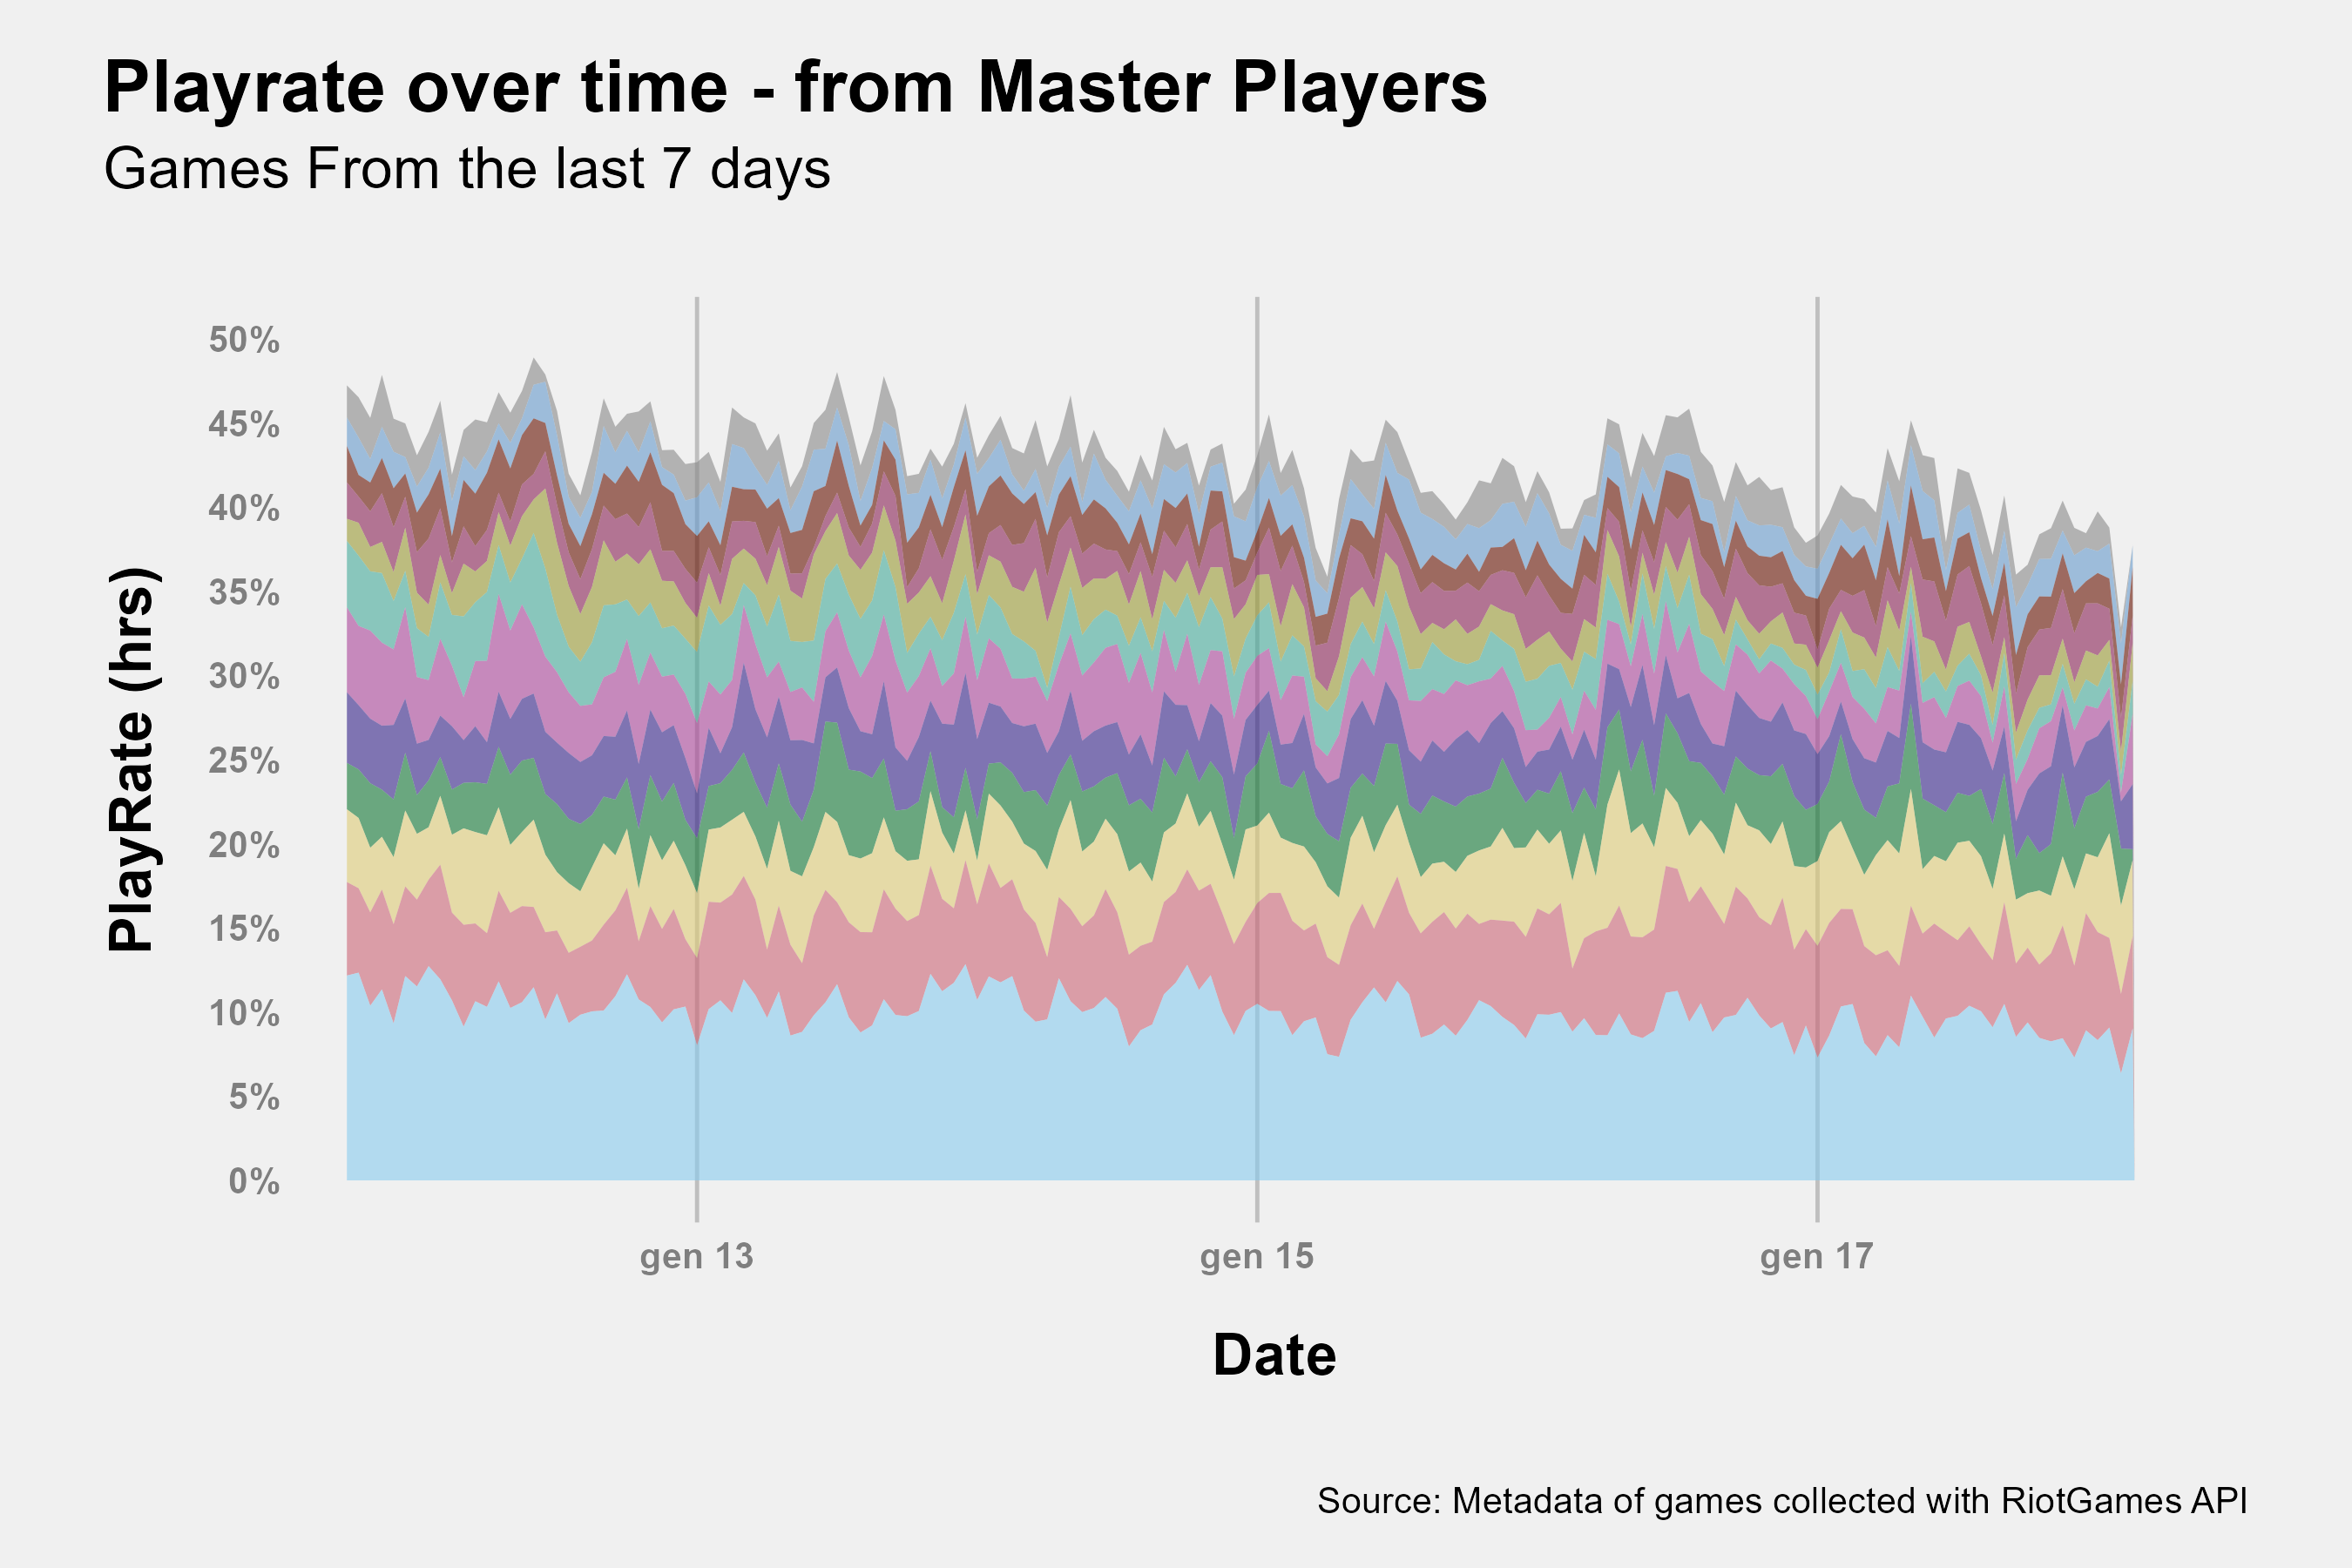 Playrate over time - from Master Players
Games From the last 7 days
PlayRate (hrs)
50%
45%
40%
35%
30%
25%
20%
15%
10%
5%
0%
gen 13
gen 15
gen 17
Date
Source: Metadata of games collected with RiotGames API